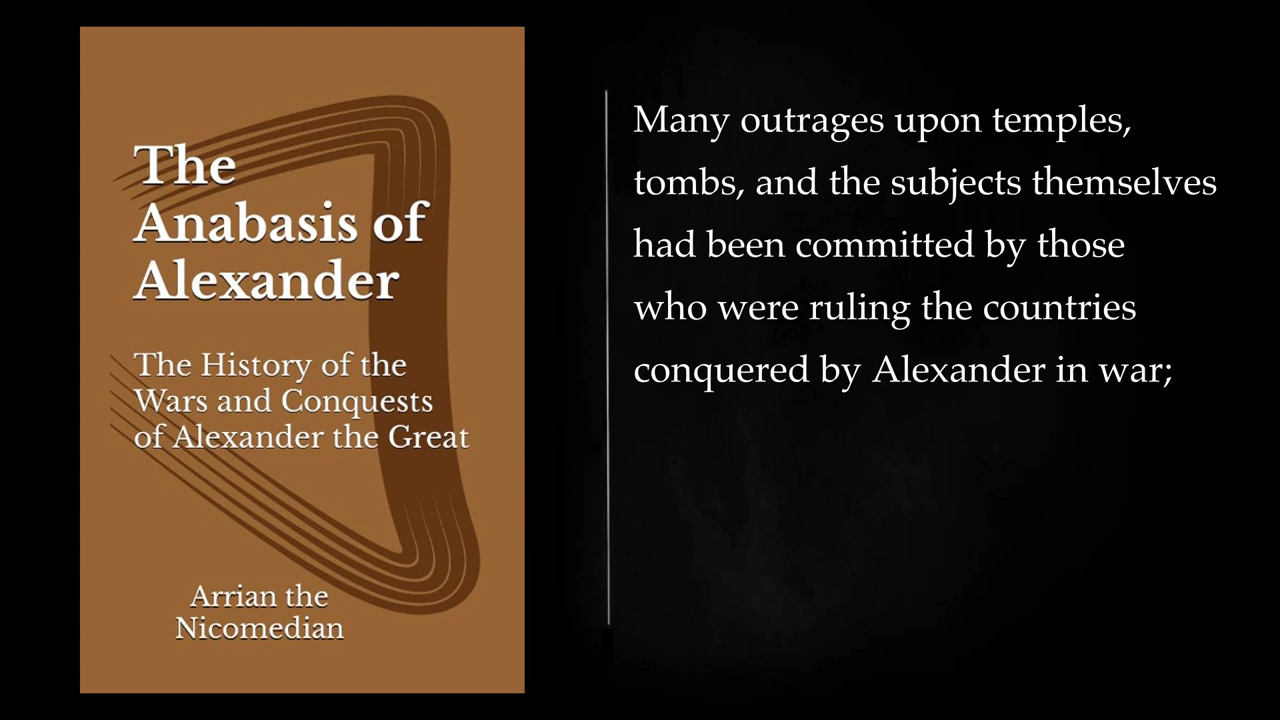 The
Anabasis of
Alexander
The History of the
Wars and Conquests
of Alexander the Great
Arrian the
Nicomedian
Many outrages upon temples,
tombs, and the subjects themselves
had been committed by those
who were ruling the countries
conquered by Alexander in war;